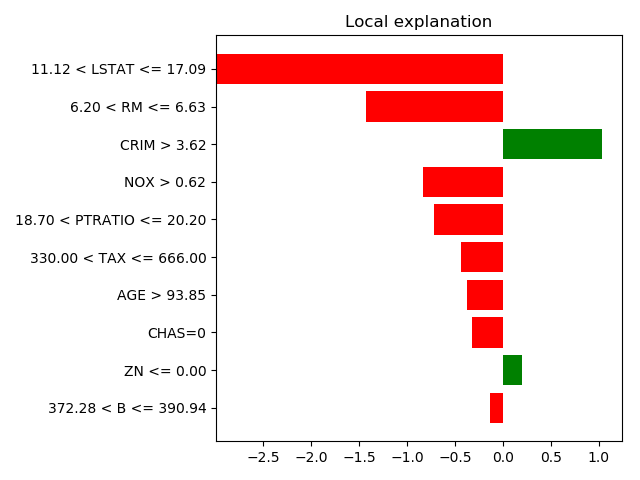 Local explanation
11.12 < LSTAT <= 17.09
6.20 < RM <= 6.63
CRIM > 3.62
NOX > 0.62
18.70 < PTRATIO <= 20.20
330.00 < TAX <= 666.00
AGE > 93.85
CHAS=0
ZN <= 0.00
372.28 < B <= 390.94
−2.5 −2.0 −1.5 −1.0 −0.5 0.0 0.5 1.0